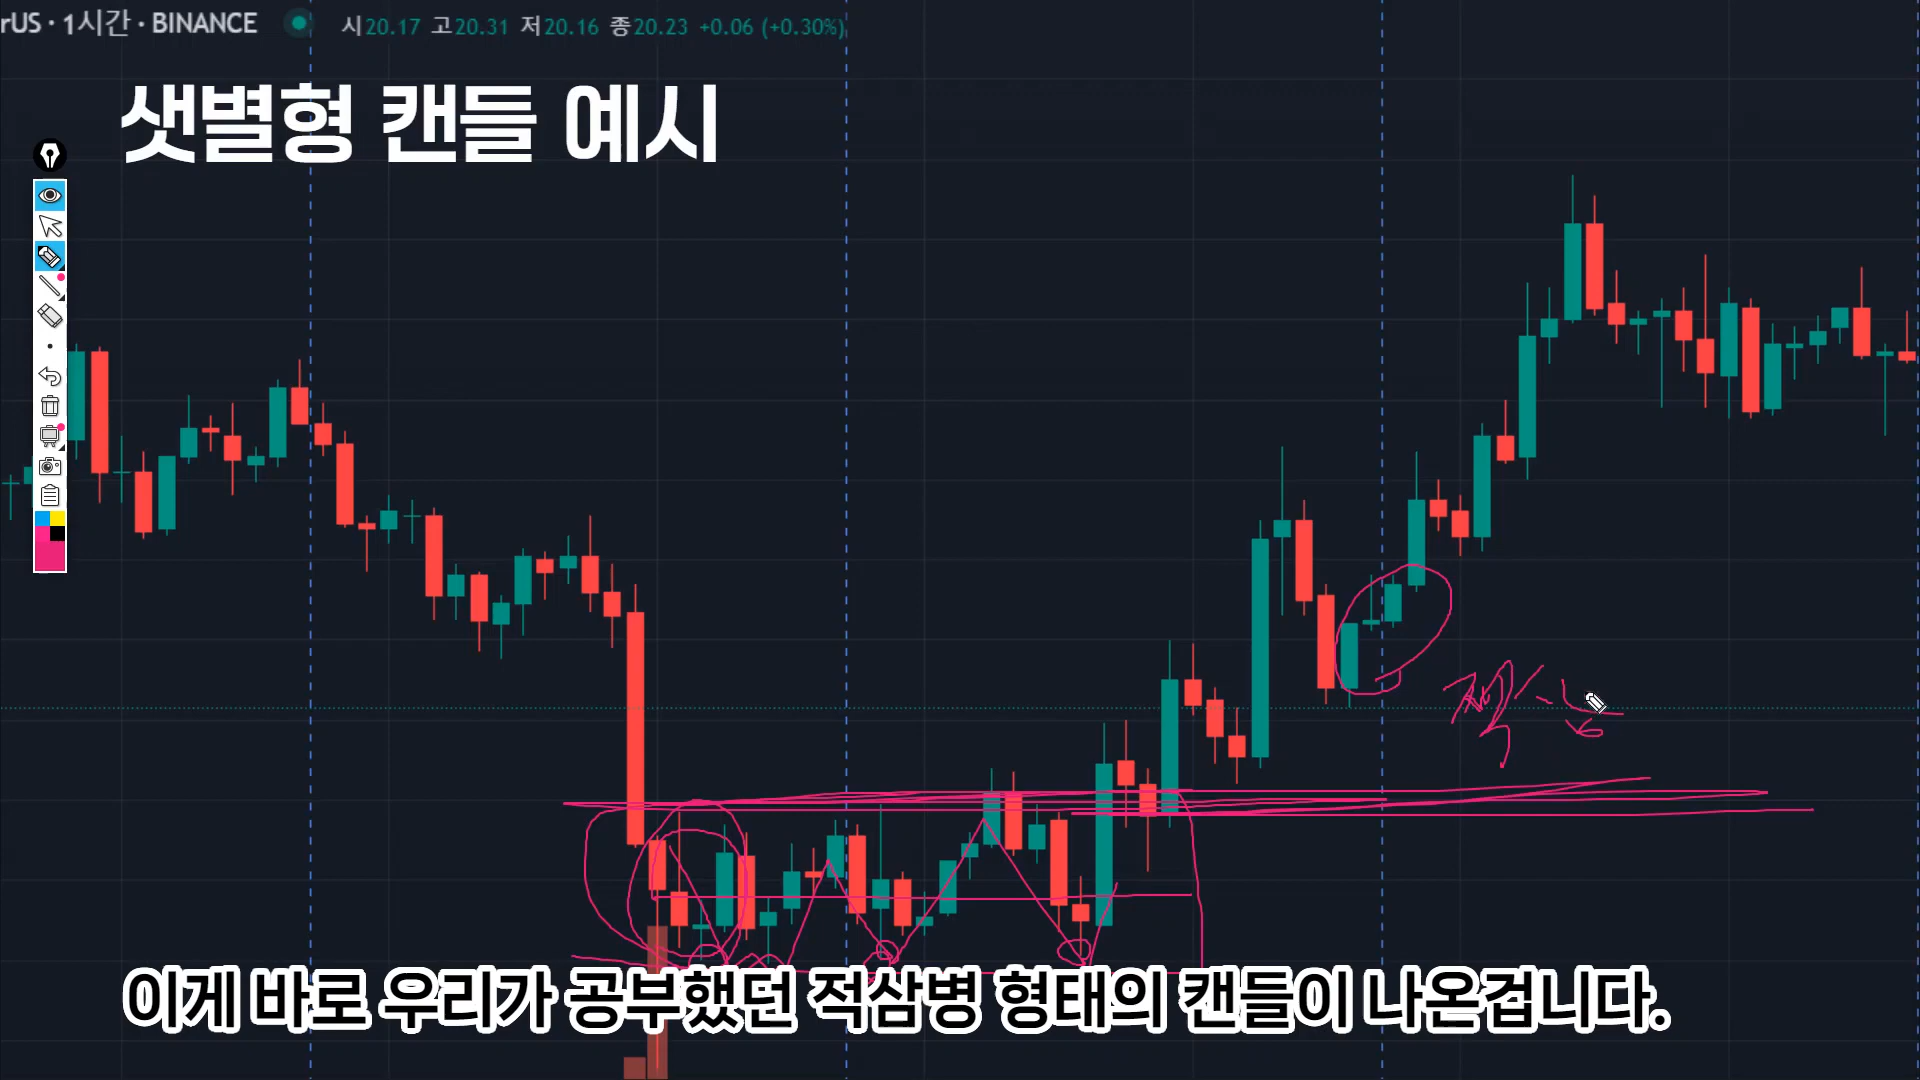 rUS · 1시간 · BINANCE 시20.17 고20.31 저20.16 종20.23 +0.06 (+0.30%)
샛별형 캔들 예시
이게 바로 우리가 공부했던 적삼병 형태의 캔들이 나온겁니다.